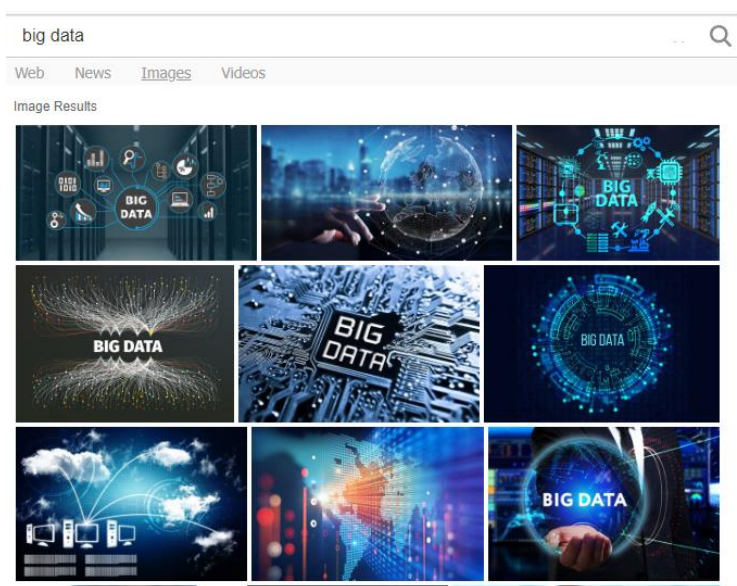 big data
Web News Images Videos
Image Results
BIG
DATA
BIG
DATA
BIG DATA
BIG
DATA
BIG DATA
BIG DATA